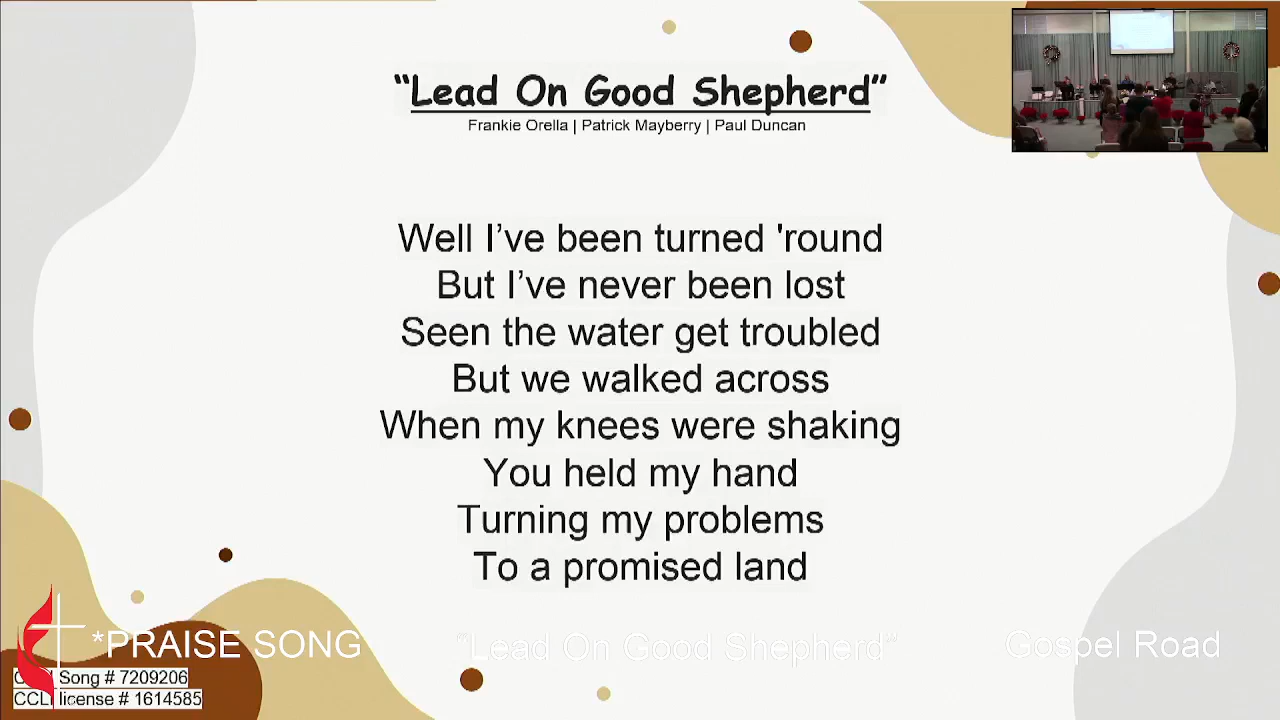 “Lead On Good Shepherd”
Frankie Orella | Patrick Mayberry | Paul Duncan
Well I’ve been turned 'round
But I’ve never been lost
Seen the water get troubled
But we walked across
When my knees were shaking
You held my hand
Turning my problems
To a promised land
*PRAISE SONG “Lead On Good Shepherd” Gospel Road
Song # 7209206
CCLI license # 1614585